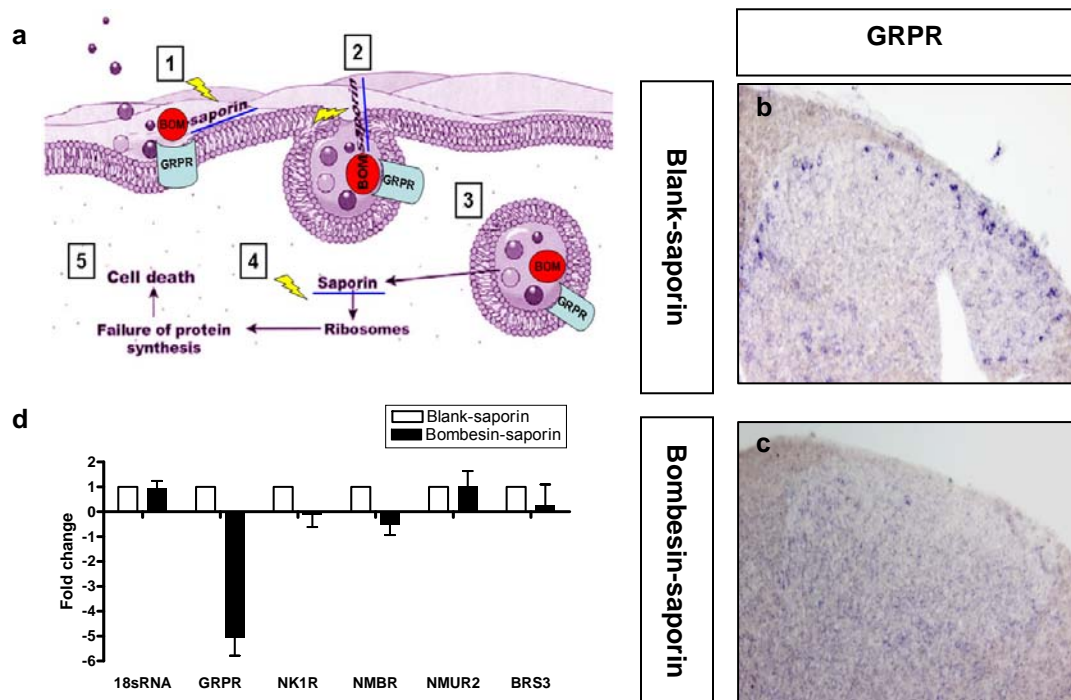 a
1
2
BOM
-saporin
GRPR
saporin
BOM
GRPR
3
BOM
GRPR
5
Cell death
4
Saporin
Failure of protein
synthesis
Ribosomes
GRPR
Blank-saporin
b
Bombesin-saporin
c
d
Blank-saporin
Bombesin-saporin
Fold change
2
1
0
-1
-2
-3
-4
-5
-6
18sRNA GRPR NK1R NMBR NMUR2 BRS3